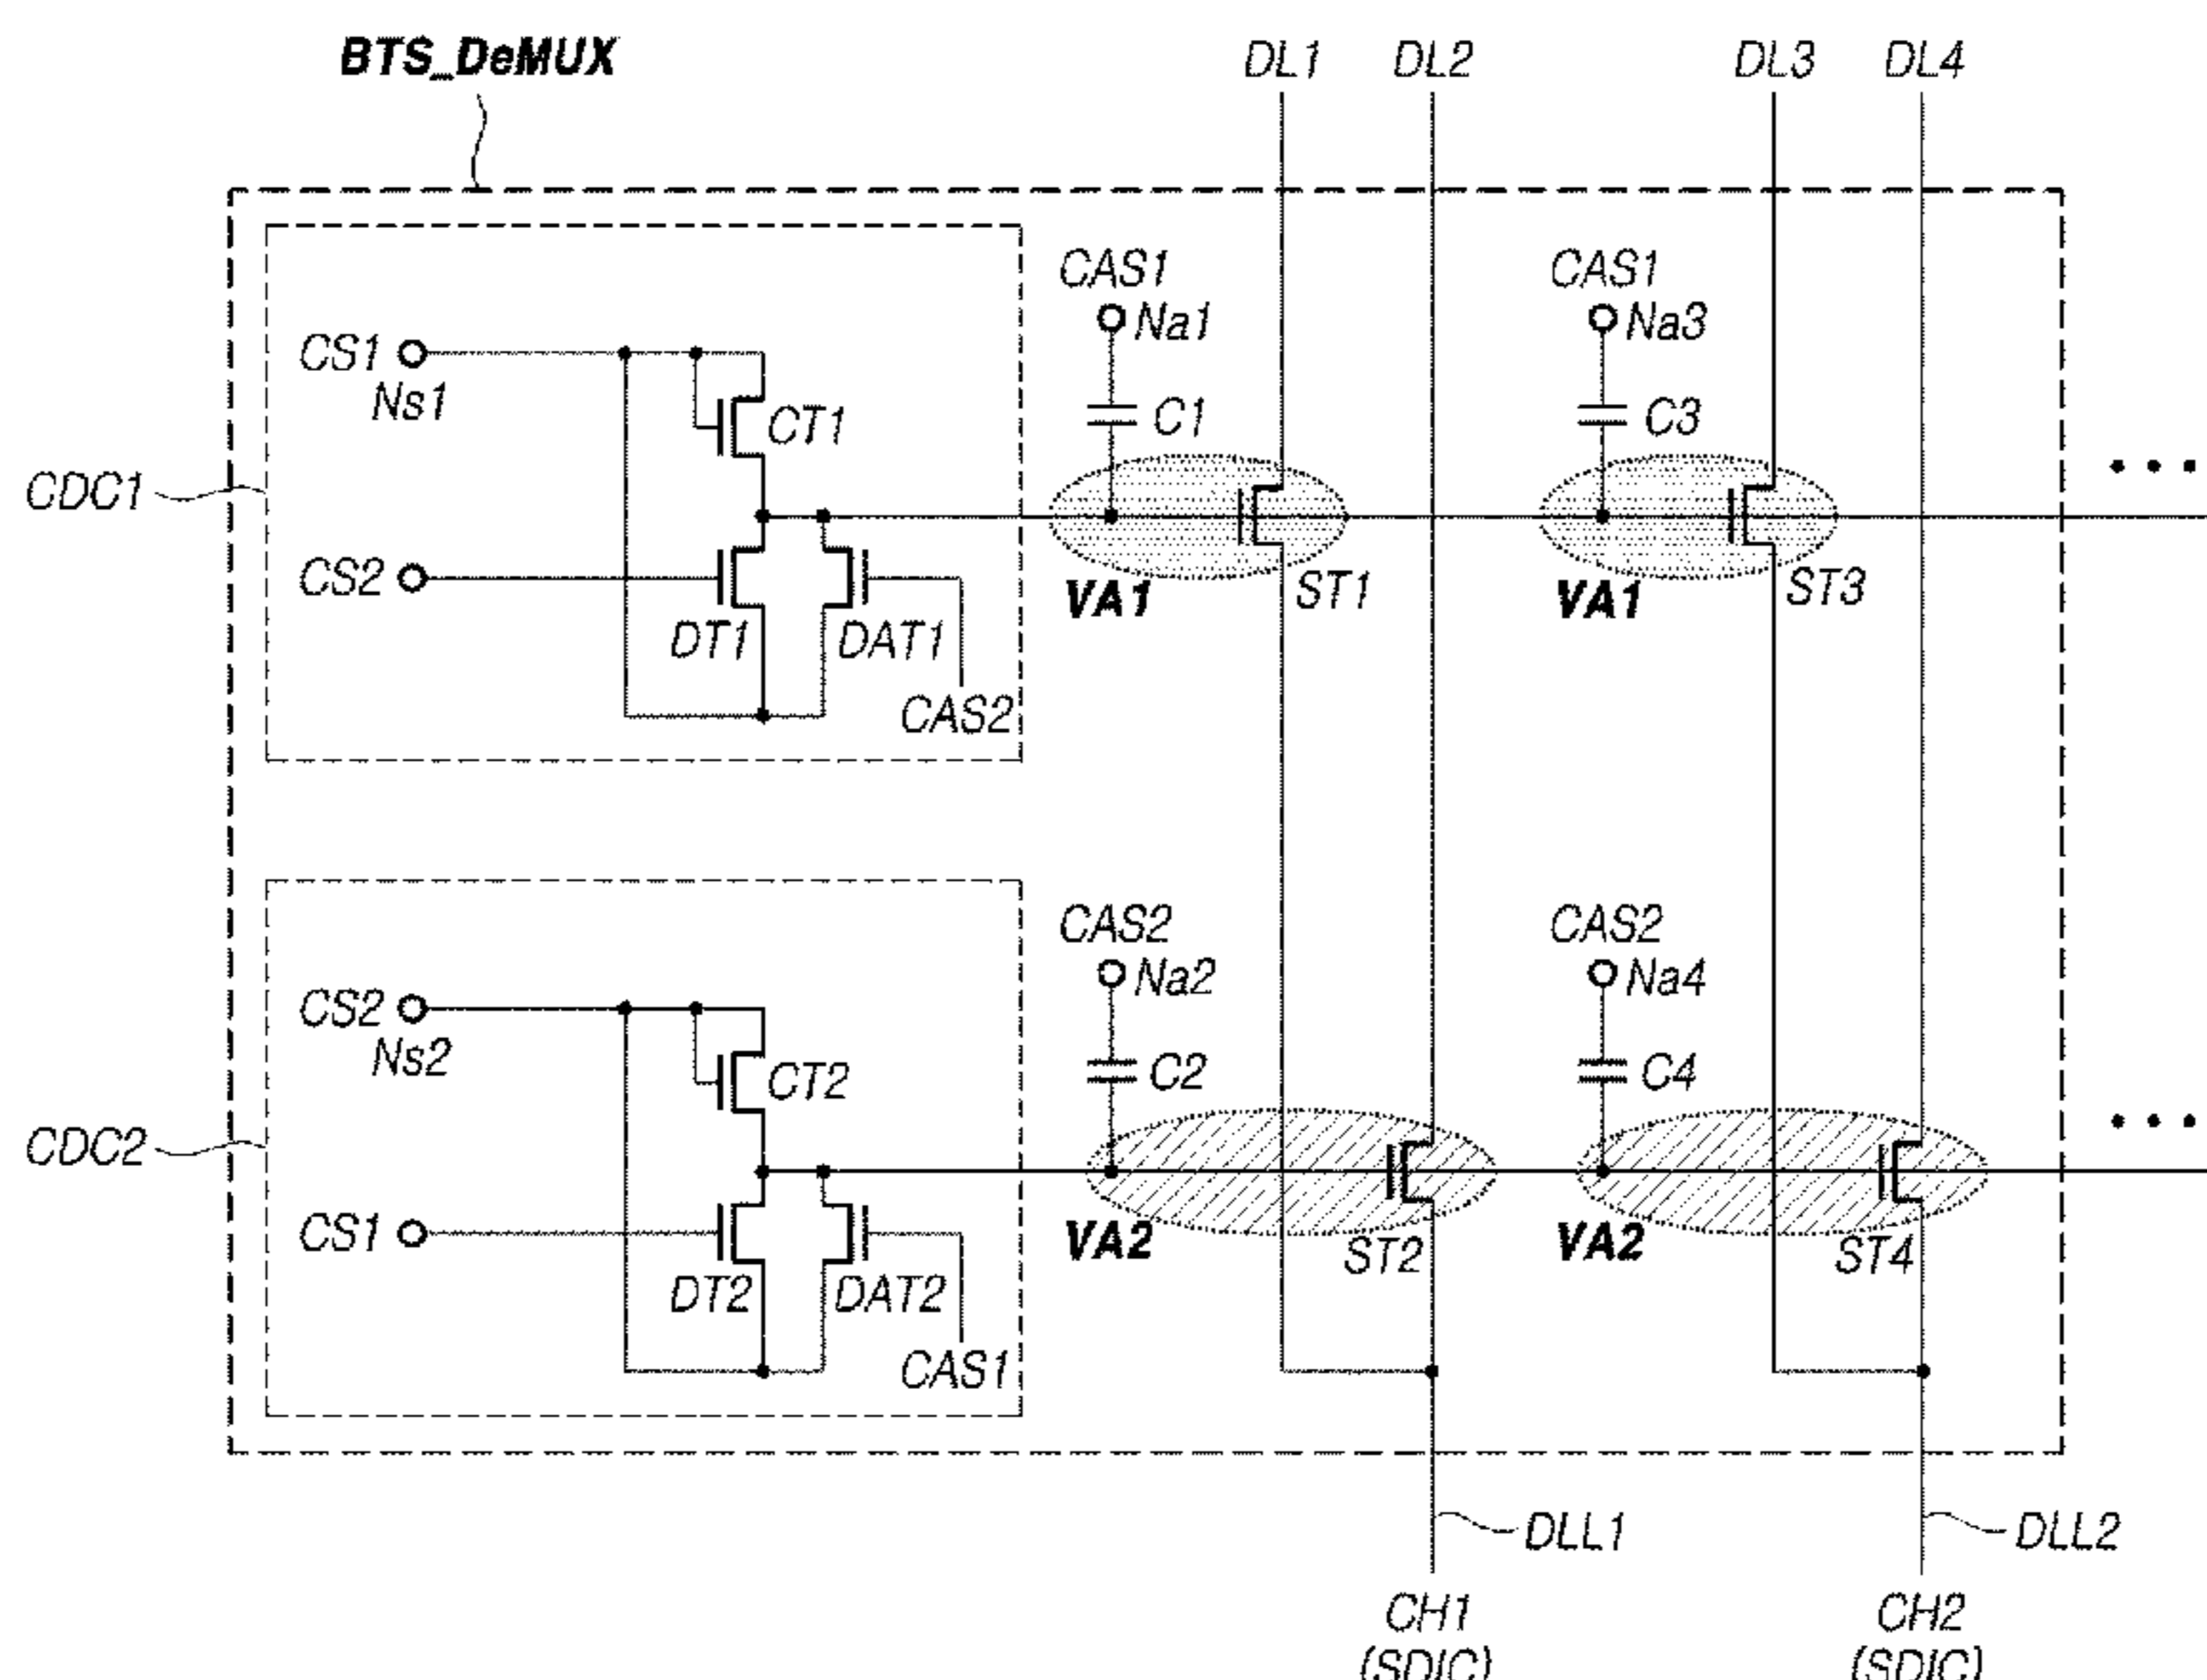 BTS_DeMUX
DL1 DL2 DL3 DL4
CAS1 CAS1
Na1 Na3
CS1
Ns1
CT1
C1 C3
CDC1
CS2
DT1 DAT1
VA1 ST1 VA1 ST3
CAS2
CAS2 CAS2
Na2 Na4
CS2
Ns2
CT2
C2 C4
CDC2
CS1
DT2 DAT2
VA2 ST2 VA2 ST4
CAS1
DLL1 DLL2
CH1 CH2
(SDIC) (SDIC)